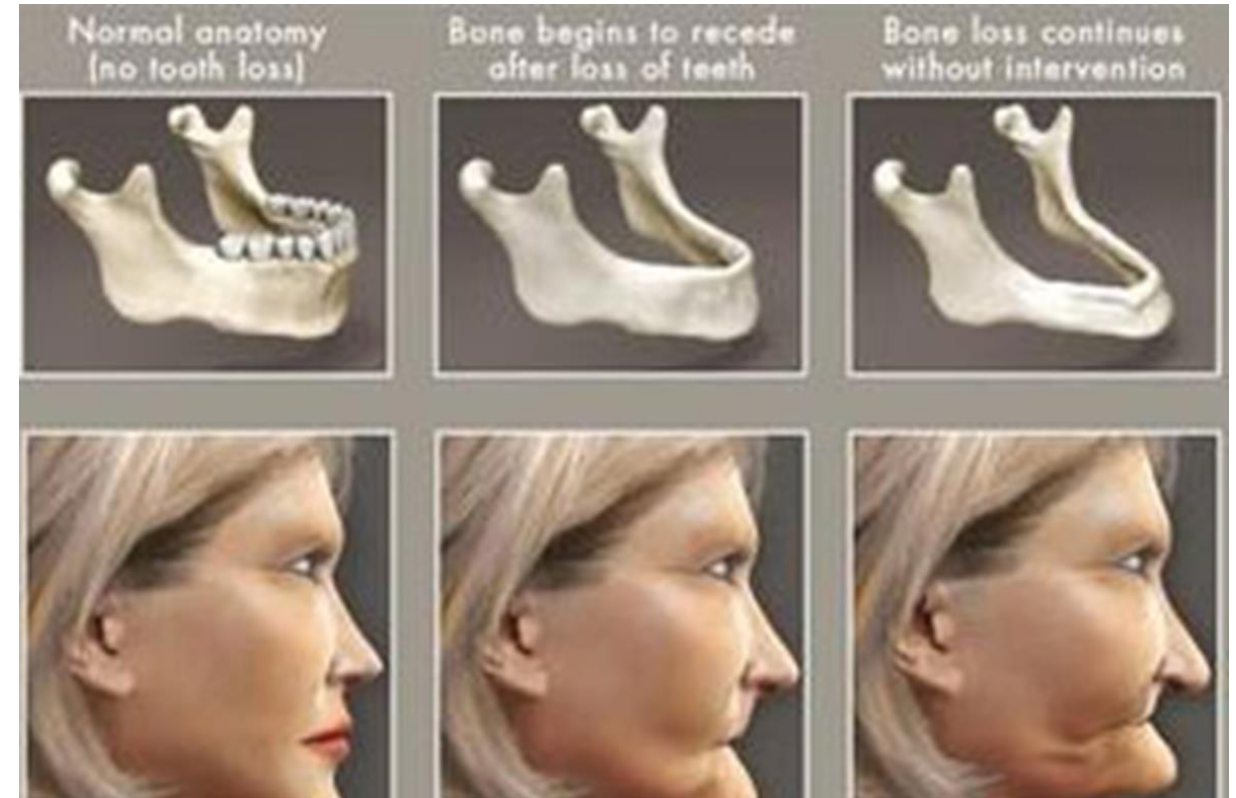 Normal anatomy
(no tooth loss)
Bone begins to recede
after loss of teeth
Bone loss continues
without intervention